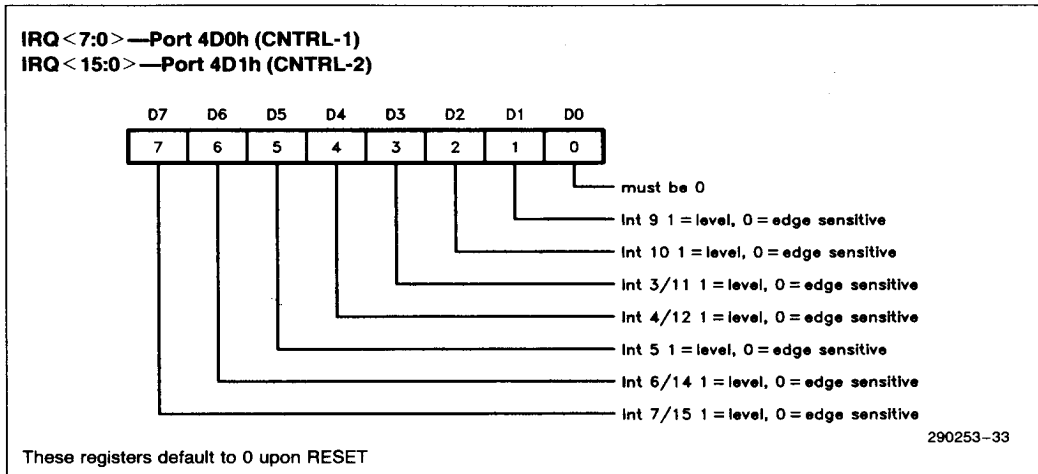 IRQ<7:0>—Port 4D0h (CNTRL-1)
IRQ<15:0>—Port 4D1h (CNTRL-2)
D7 D6 D5 D4 D3 D2 D1 D0
7 6 5 4 3 2 1 0
must be 0
Int 9 1 = level, 0 = edge sensitive
Int 10 1 = level, 0 = edge sensitive
Int 3/11 1 = level, 0 = edge sensitive
Int 4/12 1 = level, 0 = edge sensitive
Int 5 1 = level, 0 = edge sensitive
Int 6/14 1 = level, 0 = edge sensitive
Int 7/15 1 = level, 0 = edge sensitive
290253–33
These registers default to 0 upon RESET